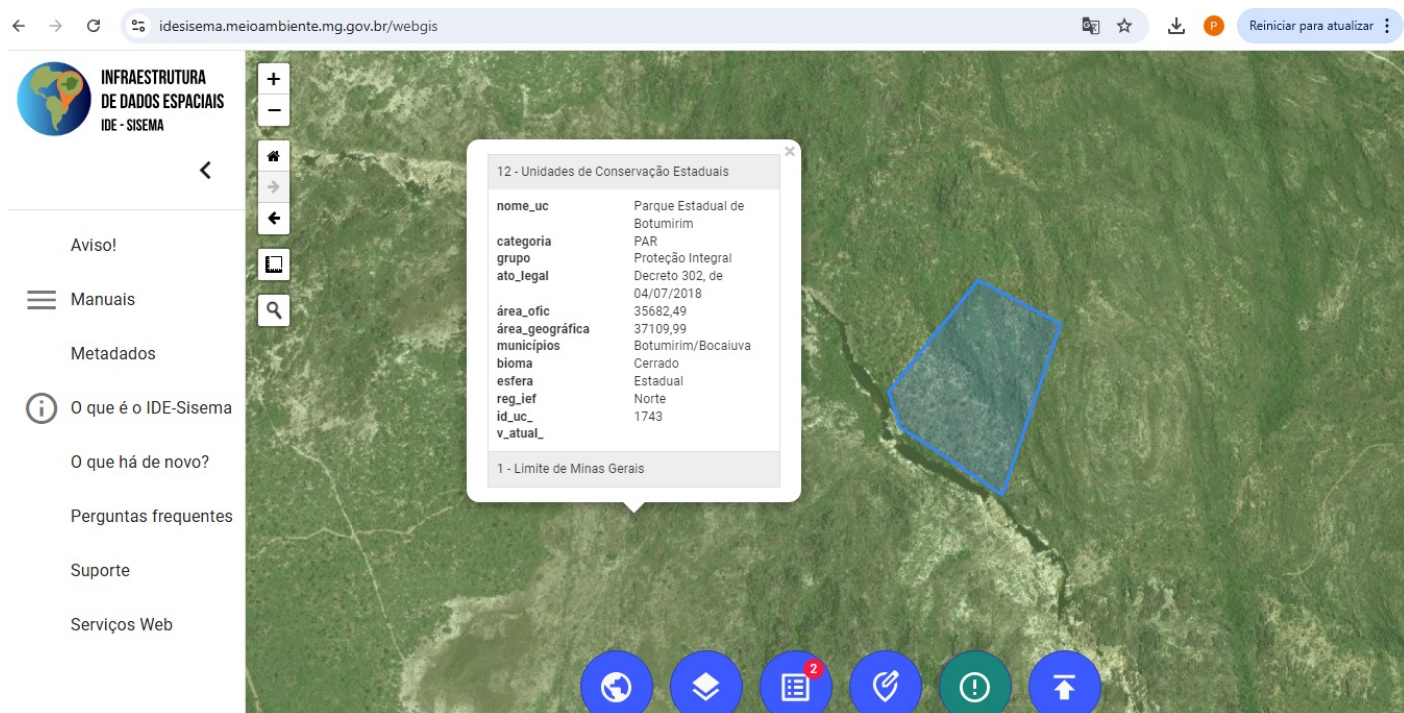 idesisema.meioambiente.mg.gov.br/webgis
P
Reiniciar para atualizar
INFRAESTRUTURA
DE DADOS ESPACIAIS
IDE - SISEMA
Aviso!
Manuais
Metadados
O que é o IDE-Sisema
O que há de novo?
Perguntas frequentes
Suporte
Serviços Web
+
−
×
12 - Unidades de Conservação Estaduais
nome_uc Parque Estadual de
Botumirim
categoria PAR
grupo Proteção Integral
ato_legal Decreto 302, de
04/07/2018
área_ofic 35682,49
área_geográfica 37109,99
municípios Botumirim/Bocaiuva
bioma Cerrado
esfera Estadual
reg_ief Norte
id_uc_ 1743
v_atual_
1 - Limite de Minas Gerais
2